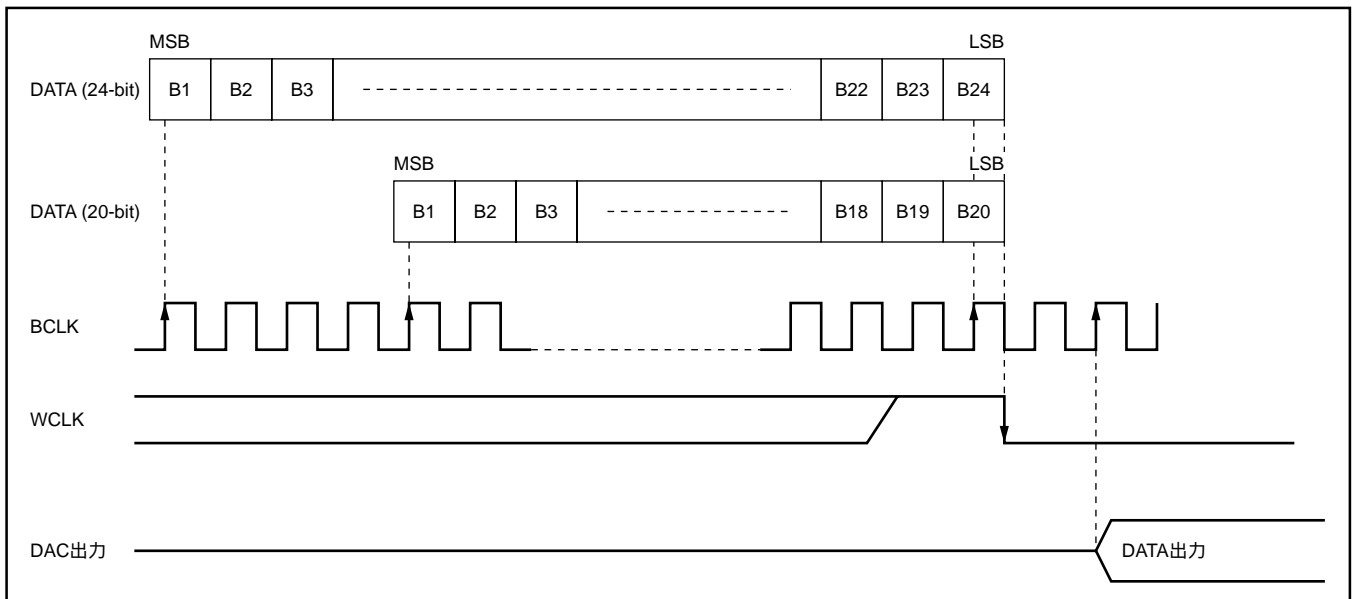 MSB LSB
DATA (24-bit) B1 B2 B3 B22 B23 B24
MSB LSB
DATA (20-bit) B1 B2 B3 B18 B19 B20
BCLK
WCLK
DAC出力 DATA出力